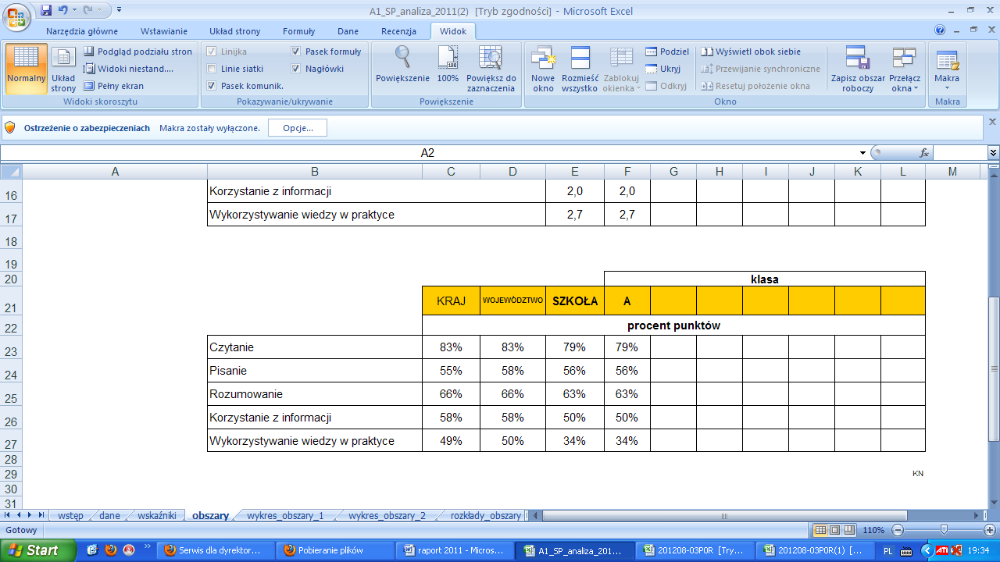 A1_SP_analiza_2011(2) [Tryb zgodności] - Microsoft Excel
Narzędzia główne Wstawianie Układ strony Formuły Dane Recenzja Widok
Normalny
Układ strony
Podgląd podziału stron
Widoki niestand....
Pełny ekran
Widoki skoroszytu
Linijka
Linie siatki
Pasek komunik.
Pasek formuły
Nagłówki
Pokazywanie/ukrywanie
Powiększenie
100
100%
Powiększ do zaznaczenia
Powiększenie
Nowe okno
Rozmieść wszystko
Zablokuj okienka
Podziel
Ukryj
Odkryj
Wyświetl obok siebie
Przewijanie synchroniczne
Resetuj położenie okna
Zapisz obszar roboczy
Przełącz okna
Okno
Makra
Makra
Ostrzeżenie o zabezpieczeniach Makra zostały wyłączone. Opcje...
A2 fx
A B C D E F G H I J K L M
16 Korzystanie z informacji 2,0 2,0
17 Wykorzystywanie wiedzy w praktyce 2,7 2,7
18
19
20 klasa
21 KRAJ WOJEWÓDZTWO SZKOŁA A
22 procent punktów
23 Czytanie 83% 83% 79% 79%
24 Pisanie 55% 58% 56% 56%
25 Rozumowanie 66% 66% 63% 63%
26 Korzystanie z informacji 58% 58% 50% 50%
27 Wykorzystywanie wiedzy w praktyce 49% 50% 34% 34%
28
29 KN
30
31
wstęp dane wskaźniki obszary wykres_obszary_1 wykres_obszary_2 rozkłady_obszary
Gotowy 110%
Start Serwis dla dyrektor... Pobieranie plików raport 2011 - Micros... A1_SP_analiza_201... 201208-03P0R [Try... 201208-03P0R(1) [... PL ATI 19:34